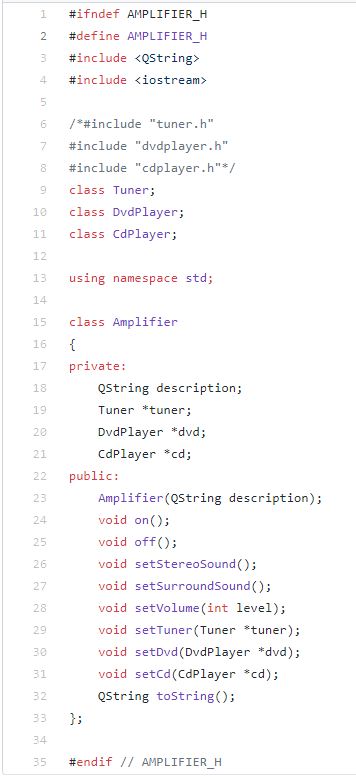 1 #ifndef AMPLIFIER_H
2 #define AMPLIFIER_H
3 #include <QString>
4 #include <iostream>
5
6 /*#include "tuner.h"
7 #include "dvdplayer.h"
8 #include "cdplayer.h"*/
9 class Tuner;
10 class DvdPlayer;
11 class CdPlayer;
12
13 using namespace std;
14
15 class Amplifier
16 {
17 private:
18     QString description;
19     Tuner *tuner;
20     DvdPlayer *dvd;
21     CdPlayer *cd;
22 public:
23     Amplifier(QString description);
24     void on();
25     void off();
26     void setStereoSound();
27     void setSurroundSound();
28     void setVolume(int level);
29     void setTuner(Tuner *tuner);
30     void setDvd(DvdPlayer *dvd);
31     void setCd(CdPlayer *cd);
32     QString toString();
33 };
34
35 #endif // AMPLIFIER_H